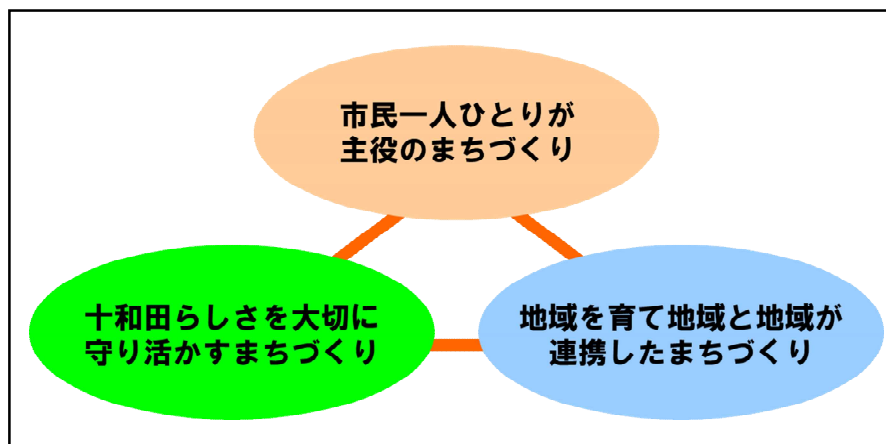 市民一人ひとりが
主役のまちづくり
十和田らしさを大切に
守り活かすまちづくり
地域を育て地域と地域が
連携したまちづくり